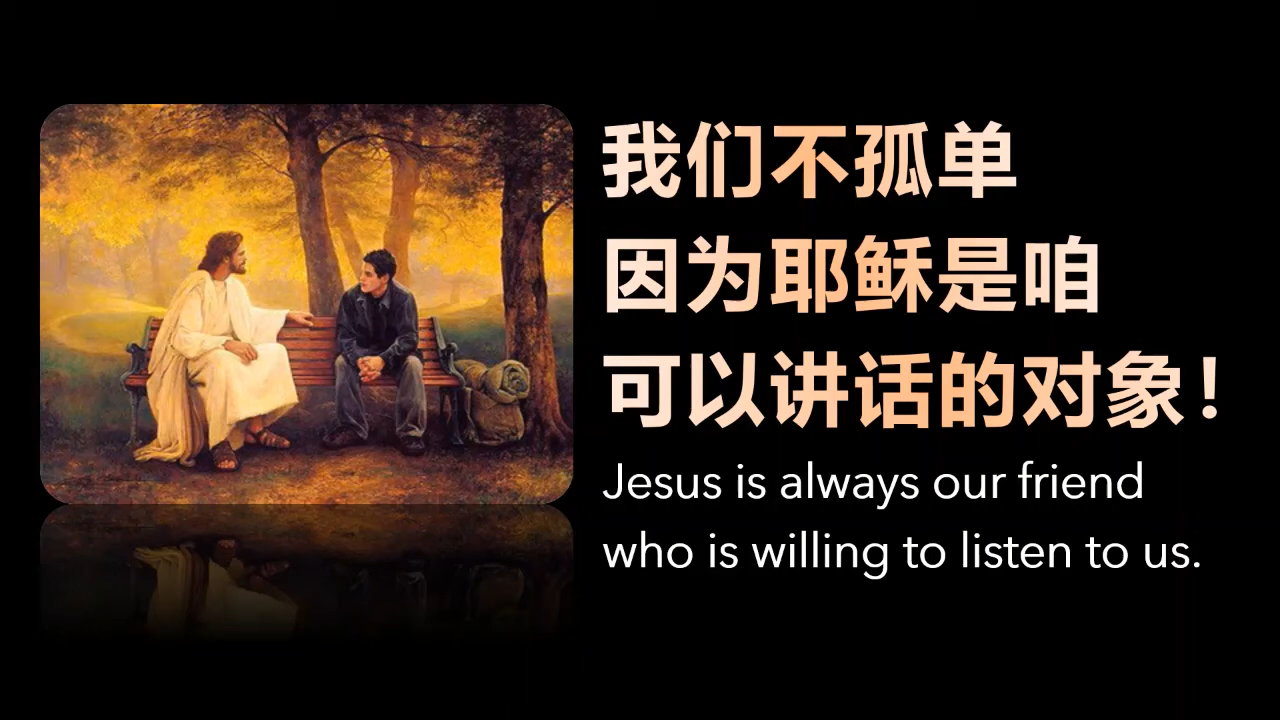 我们不孤单
因为耶稣是咱
可以讲话的对象！
Jesus is always our friend
who is willing to listen to us.